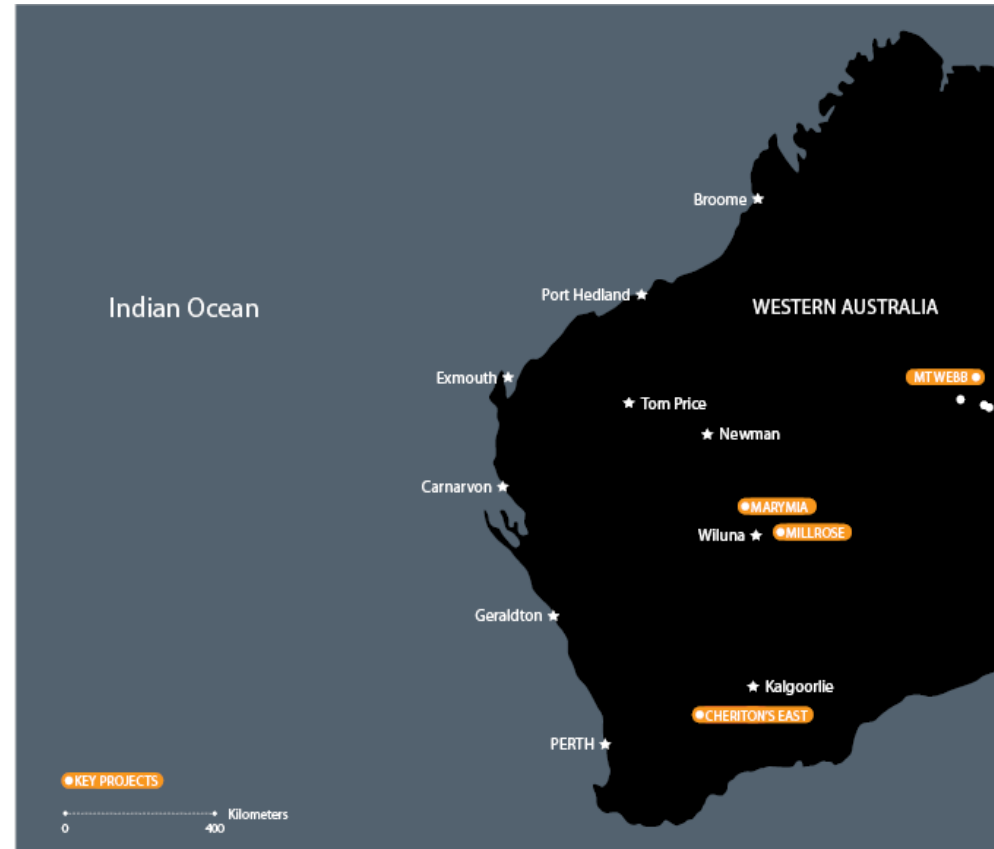 Broome
Indian Ocean
Port Hedland
WESTERN AUSTRALIA
Exmouth
MT WEBB
Tom Price
Newman
Carnarvon
MARYMIA
Wiluna
MILLROSE
Geraldton
Kalgoorlie
CHERITON'S EAST
PERTH
KEY PROJECTS
Kilometers
0 400